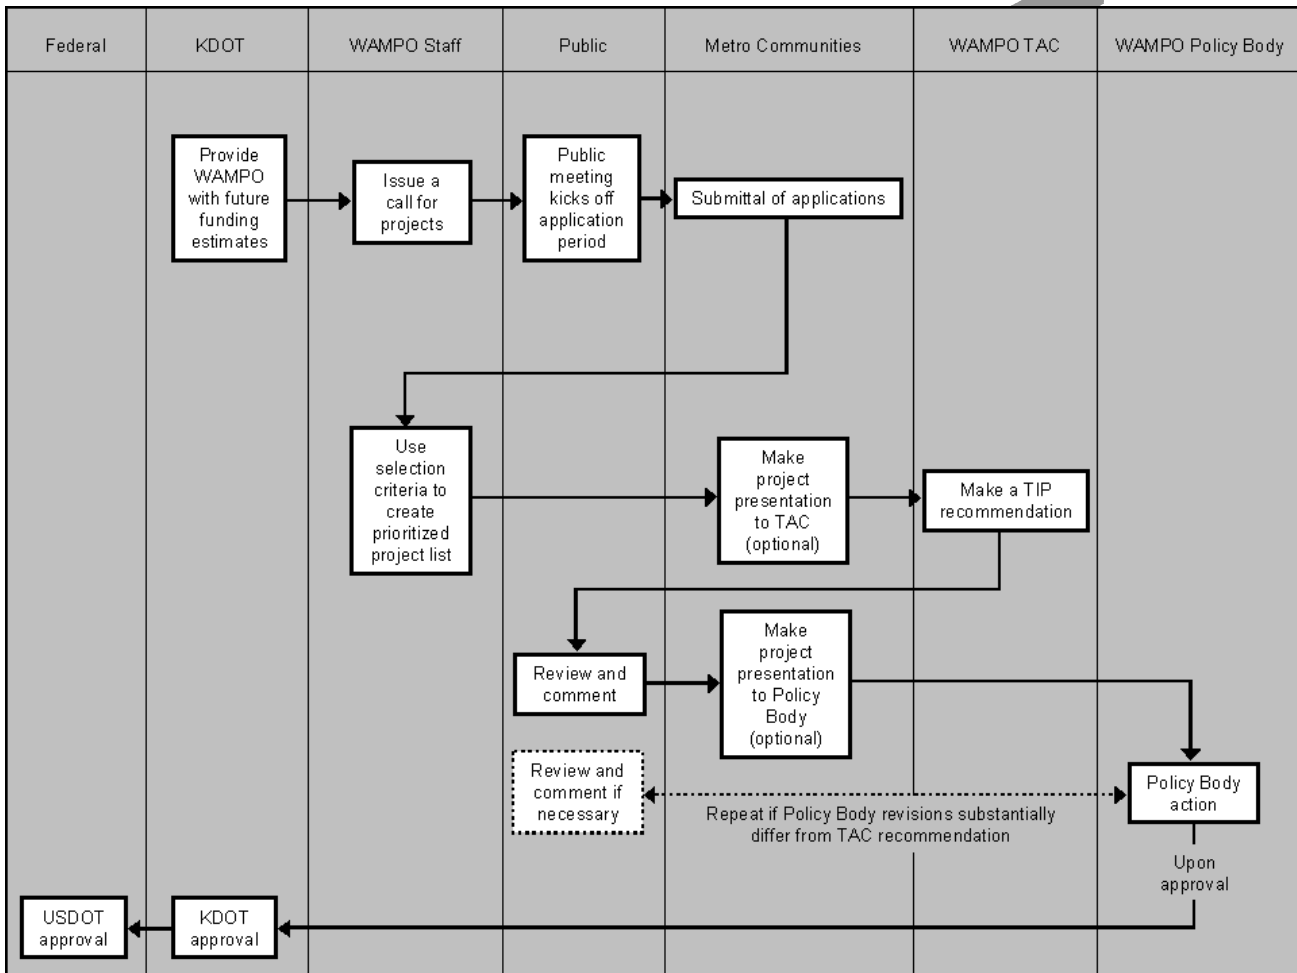 Federal
KDOT
WAMPO Staff
Public
Metro Communities
WAMPO TAC
WAMPO Policy Body
Provide
WAMPO
with future
funding
estimates
Issue a
call for
projects
Public
meeting
kicks off
application
period
Submittal of applications
Use
selection
criteria to
create
prioritized
project list
Make
project
presentation
to TAC
(optional)
Make a TIP
recommendation
Review and
comment
Make
project
presentation
to Policy
Body
(optional)
Review and
comment if
necessary
Repeat if Policy Body revisions substantially
differ from TAC recommendation
Policy Body
action
Upon
approval
USDOT
approval
KDOT
approval